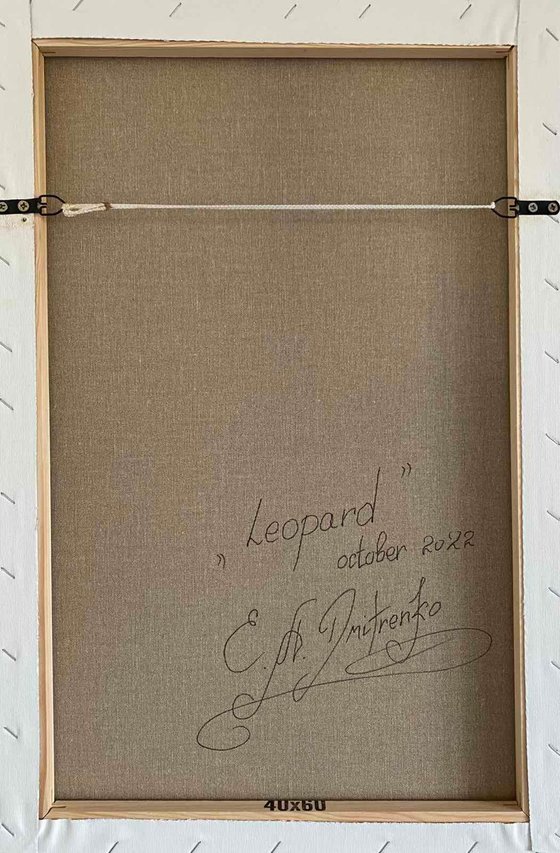 „Leopard”
october 2022
E. A. Dmitrenko
40x60